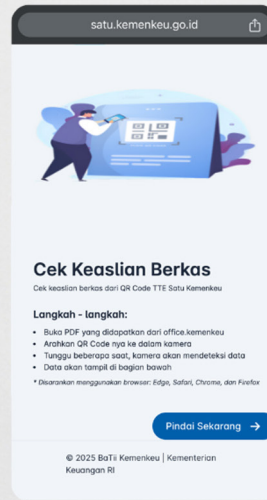 satu.kemenkeu.go.id
Cek Keaslian Berkas
Cek keaslian berkas dari QR Code TTE Satu Kemenkeu
Langkah - langkah:
• Buka PDF yang didapatkan dari office.kemenkeu
• Arahkan QR Code nya ke dalam kamera
• Tunggu beberapa saat, kamera akan mendeteksi data
• Data akan tampil di bagian bawah
* Disarankan menggunakan browser: Edge, Safari, Chrome, dan Firefox
Pindai Sekarang →
© 2025 BaTii Kemenkeu | Kementerian
Keuangan RI